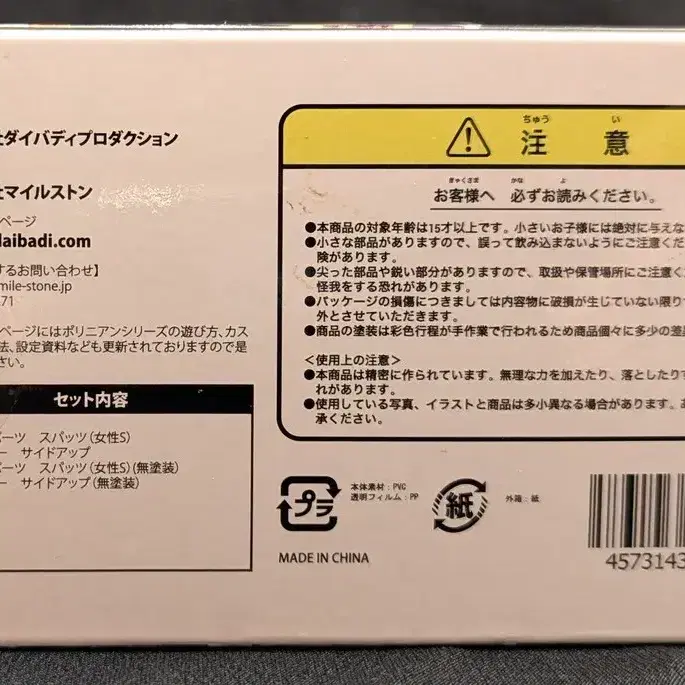 社ダイバディプロダクション
社マイルストン
ページ
laibadi.com
するお問い合わせ】
mile-stone.jp
71
ページにはポリニアンシリーズの遊び方、カス
法、設定資料なども更新されておりますので是
さい。
セット内容
パーツ スパッツ（女性S）
ー サイドアップ
パーツ スパッツ（女性S）（無塗装）
ー サイドアップ（無塗装）
ちゅう い
注 意
きゃくさま かな よ
お客様へ 必ずお読みください。
●本商品の対象年齢は15才以上です。小さいお子様には絶対に与えな
●小さな部品がありますので、誤って飲み込まないようにご注意くだ
険があります。
●尖った部品や鋭い部分がありますので、取扱や保管場所にご注意く
怪我をする恐れがあります。
●パッケージの損傷につきましては内容物に破損が生じていない限り
外とさせていただきます。
●商品の塗装は彩色行程が手作業で行われるため商品個々に多少の差
＜使用上の注意＞
●本商品は精密に作られています。無理な力を加えたり、落としたりす
れがあります。
●使用している写真、イラストと商品は多少異なる場合があります。あ
承ください。
プラ
本体素材：PVC
透明フィルム：PP
紙
外箱：紙
MADE IN CHINA
4573143